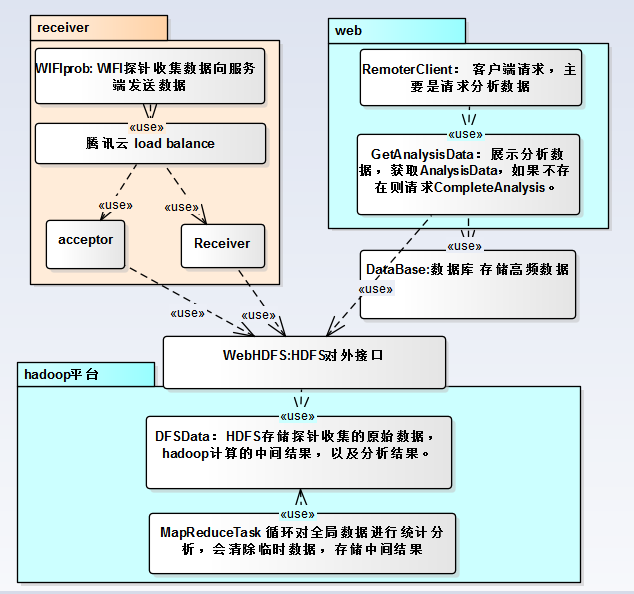 receiver
WIFIprob: WIFI探针收集数据向服务
端发送数据
«use»
腾讯云 load balance
«use»
«use»
acceptor
Receiver
«use»
«use»
web
RemoterClient： 客户端请求，主
要是请求分析数据
«use»
GetAnalysisData：展示分析数
据，获取AnalysisData，如果不存
在则请求CompleteAnalysis。
«use»
DataBase:数据库 存储高频数据
«use»
WebHDFS:HDFS对外接口
hadoop平台
«use»
DFSData：HDFS存储探针收集的原始数据，
hadoop计算的中间结果，以及分析结果。
«use»
MapReduceTask 循环对全局数据进行统计分
析，会清除临时数据，存储中间结果